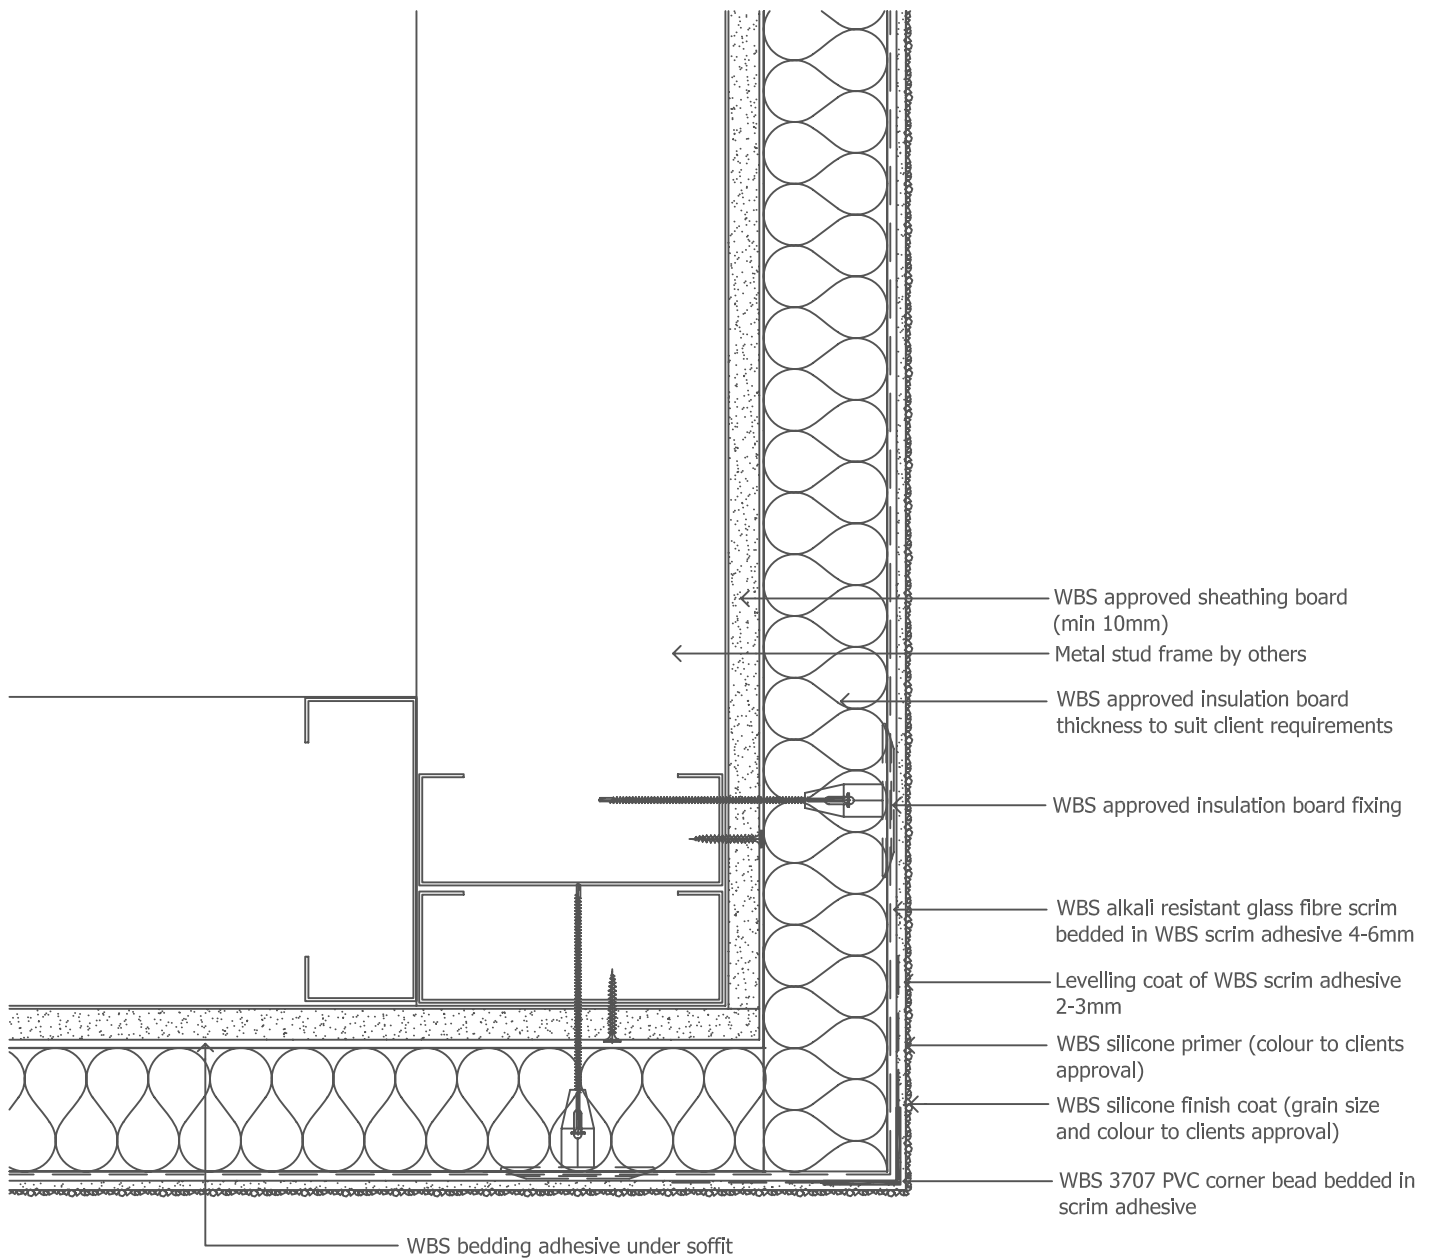 WBS approved sheathing board
(min 10mm)
Metal stud frame by others
WBS approved insulation board
thickness to suit client requirements
WBS approved insulation board fixing
WBS alkali resistant glass fibre scrim
bedded in WBS scrim adhesive 4-6mm
Levelling coat of WBS scrim adhesive
2-3mm
WBS silicone primer (colour to clients
approval)
WBS silicone finish coat (grain size
and colour to clients approval)
WBS 3707 PVC corner bead bedded in
scrim adhesive
WBS bedding adhesive under soffit